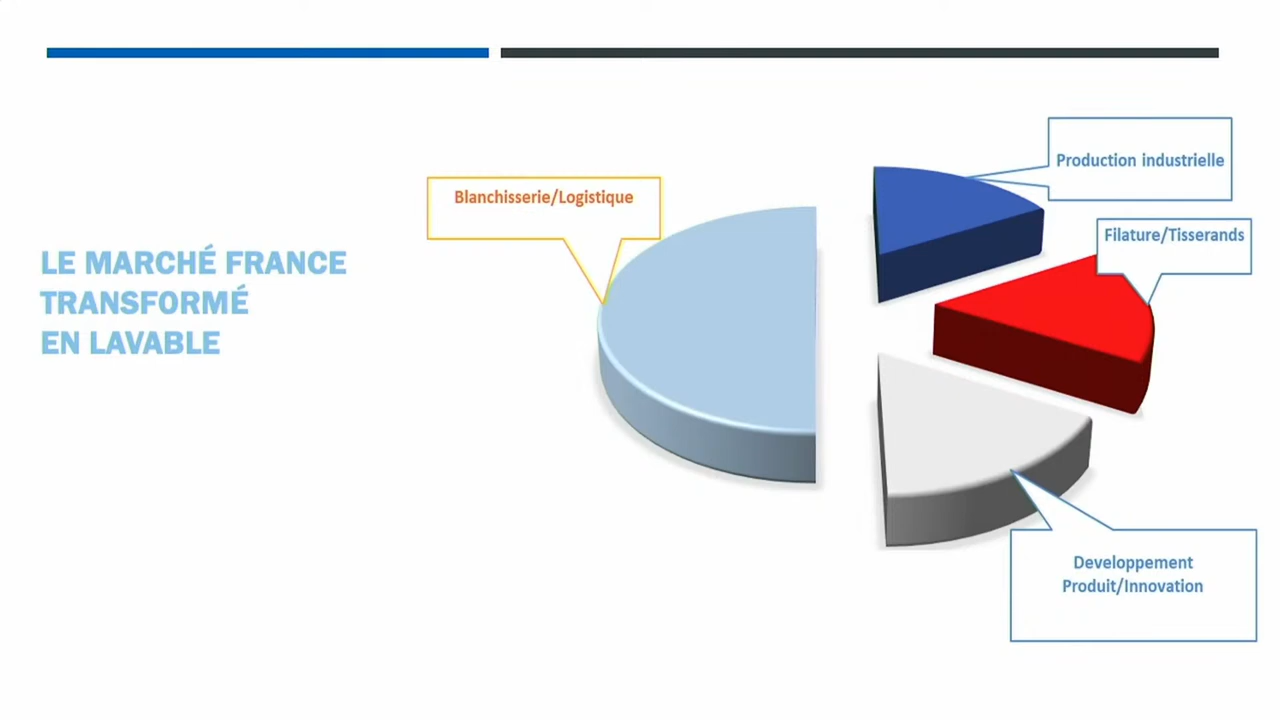 LE MARCHÉ FRANCE
TRANSFORMÉ
EN LAVABLE
Blanchisserie/Logistique
Production industrielle
Filature/Tisserands
Developpement
Produit/Innovation